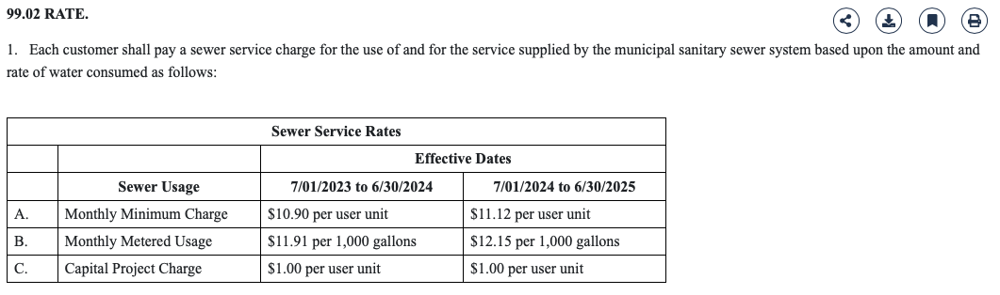 99.02 RATE.
1. Each customer shall pay a sewer service charge for the use of and for the service supplied by the municipal sanitary sewer system based upon the amount and
rate of water consumed as follows:
Sewer Service Rates
Effective Dates
Sewer Usage 7/01/2023 to 6/30/2024 7/01/2024 to 6/30/2025
A. Monthly Minimum Charge $10.90 per user unit $11.12 per user unit
B. Monthly Metered Usage $11.91 per 1,000 gallons $12.15 per 1,000 gallons
C. Capital Project Charge $1.00 per user unit $1.00 per user unit